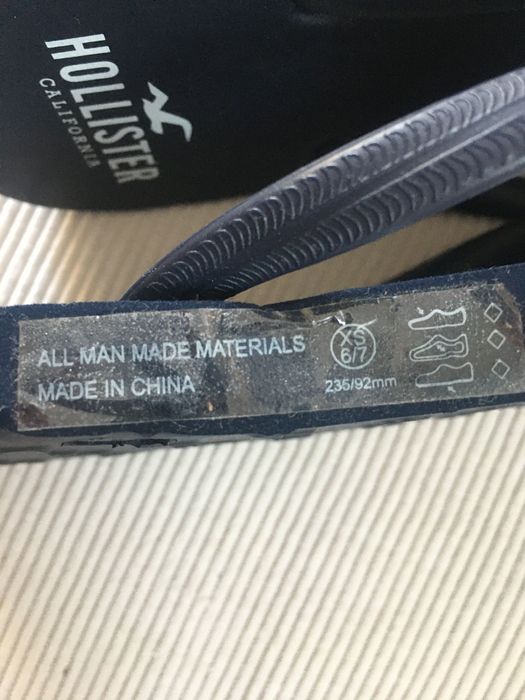 HOLLISTER
CALIFORNIA
ALL MAN MADE MATERIALS
MADE IN CHINA
XS
6/7
235/92mm